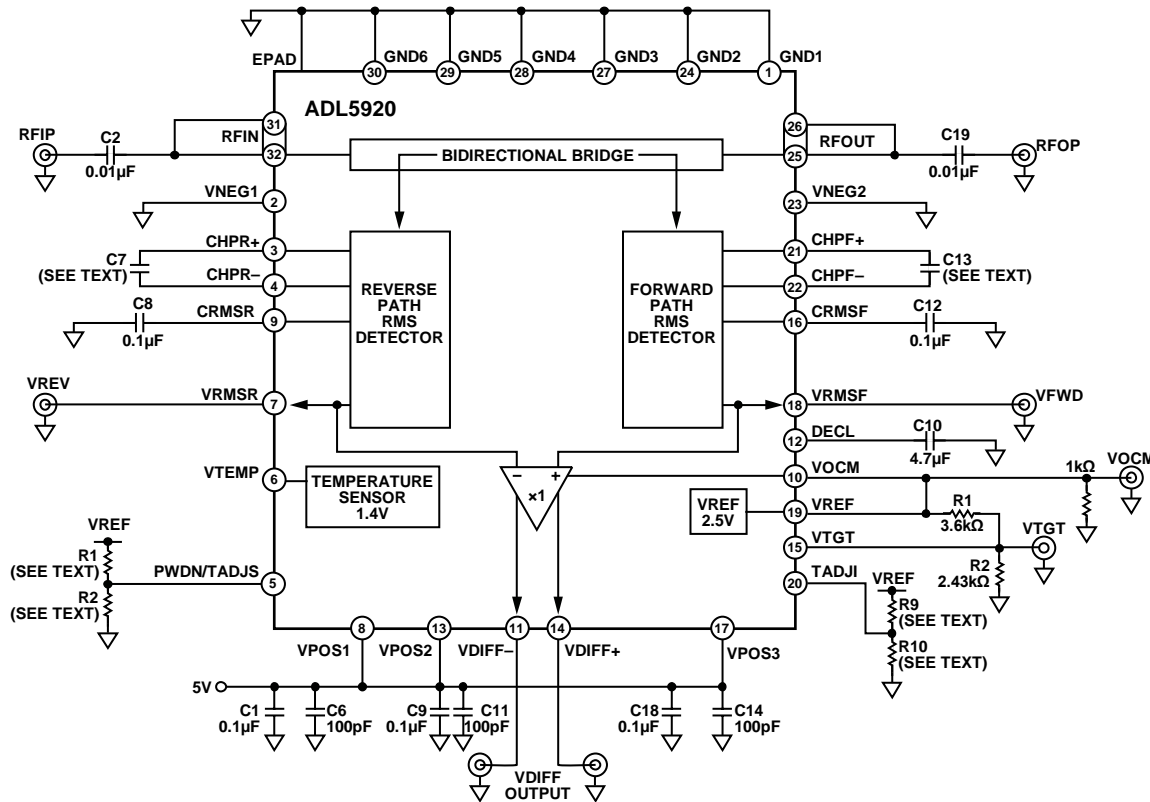 EPAD
GND6
GND5
GND4
GND3
GND2
GND1
30
29
28
27
24
1
ADL5920
RFIP
C2
0.01µF
31
RFIN
32
BIDIRECTIONAL BRIDGE
26
RFOUT
25
C19
0.01µF
RFOP
VNEG1
2
23
VNEG2
CHPR+
3
C7
(SEE TEXT)
CHPR–
4
C8
0.1µF
CRMSR
9
REVERSE
PATH
RMS
DETECTOR
FORWARD
PATH
RMS
DETECTOR
21
CHPF+
C13
(SEE TEXT)
22
CHPF–
16
CRMSF
C12
0.1µF
VREV
VRMSR
7
18
VRMSF
VFWD
12
DECL
C10
4.7µF
VTEMP
6
TEMPERATURE
SENSOR
1.4V
– +
×1
10
VOCM
1kΩ
VOCM
VREF
2.5V
19
VREF
R1
3.6kΩ
15
VTGT
VTGT
R2
2.43kΩ
VREF
R1
(SEE TEXT)
R2
(SEE TEXT)
PWDN/TADJS
5
20
TADJI
VREF
R9
(SEE TEXT)
R10
(SEE TEXT)
8
13
11
14
17
VPOS1
VPOS2
VDIFF–
VDIFF+
VPOS3
5V
C1
0.1µF
C6
100pF
C9
0.1µF
C11
100pF
C18
0.1µF
C14
100pF
VDIFF
OUTPUT